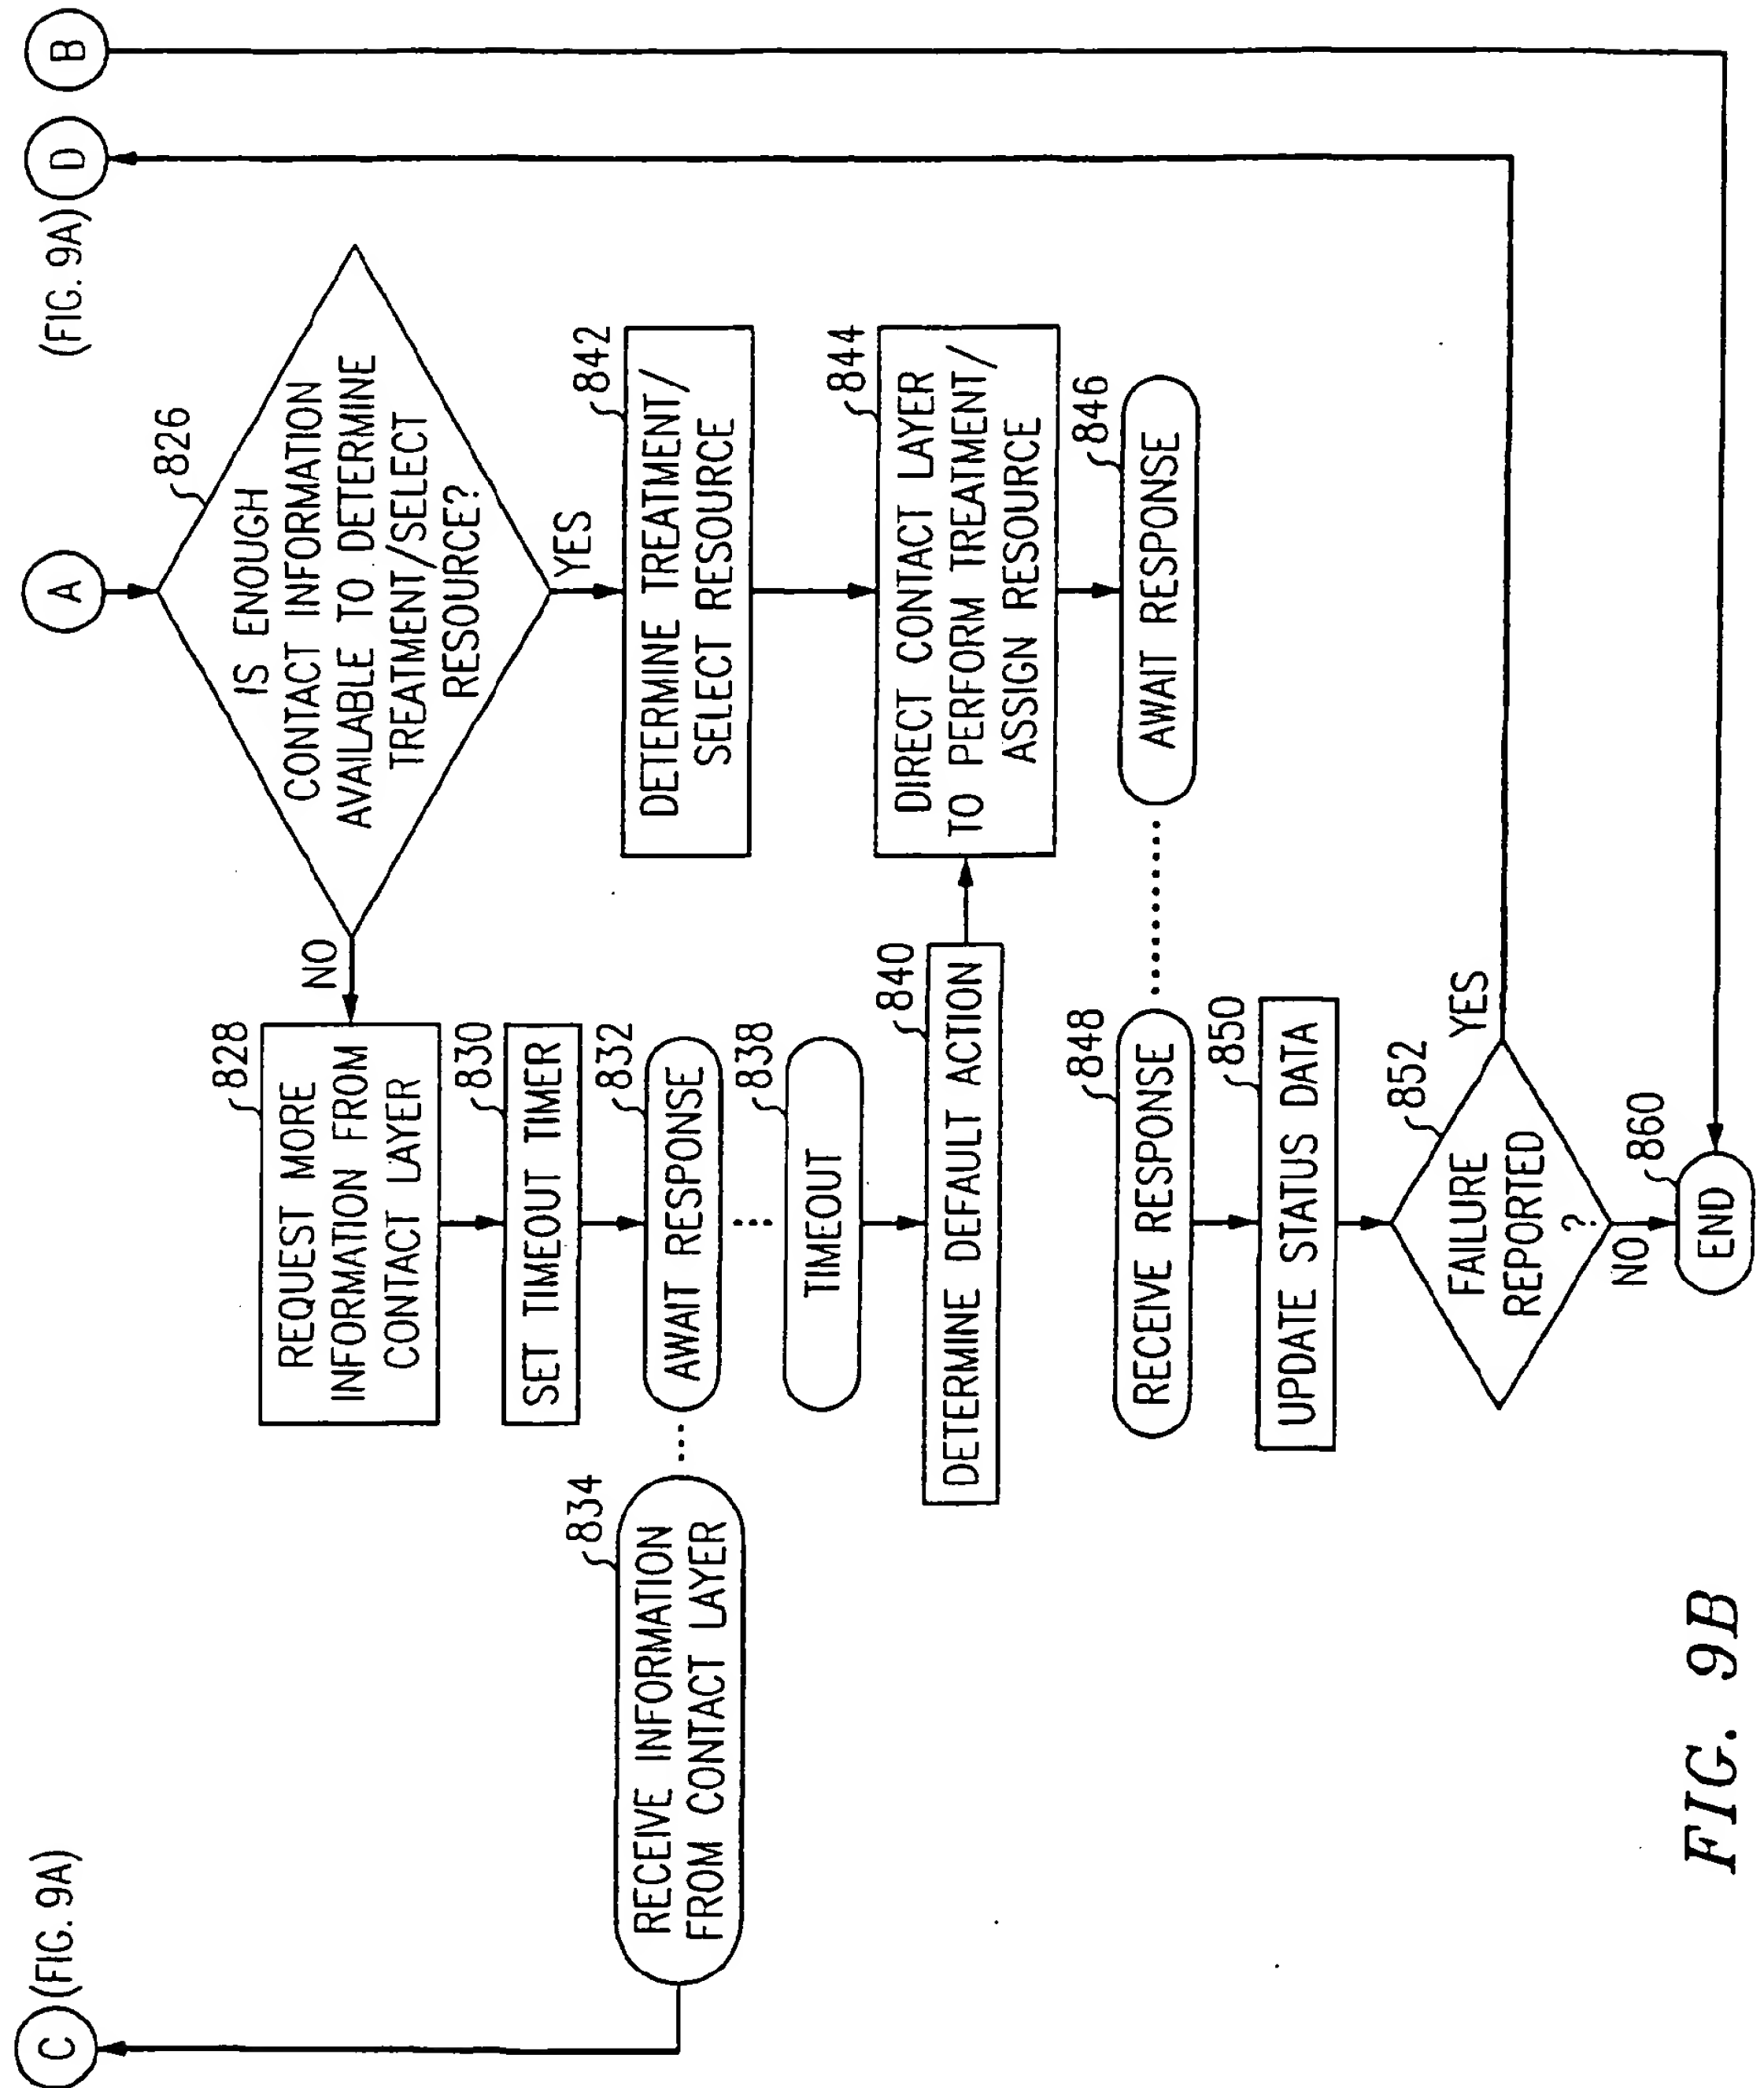 C
(FIG. 9A)
A
(FIG. 9A)
D
B
826
IS ENOUGH
CONTACT INFORMATION
AVAILABLE TO DETERMINE
TREATMENT/SELECT
RESOURCE?
NO
YES
828
REQUEST MORE
INFORMATION FROM
CONTACT LAYER
830
SET TIMEOUT TIMER
832
AWAIT RESPONSE
834
RECEIVE INFORMATION
FROM CONTACT LAYER
838
TIMEOUT
840
DETERMINE DEFAULT ACTION
842
DETERMINE TREATMENT/
SELECT RESOURCE
844
DIRECT CONTACT LAYER
TO PERFORM TREATMENT/
ASSIGN RESOURCE
846
AWAIT RESPONSE
848
RECEIVE RESPONSE
850
UPDATE STATUS DATA
852
FAILURE
REPORTED
?
YES
NO
860
END
FIG. 9B